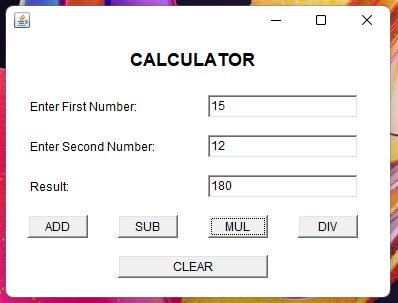 CALCULATOR
Enter First Number: 15
Enter Second Number: 12
Result: 180
ADD SUB MUL DIV
CLEAR